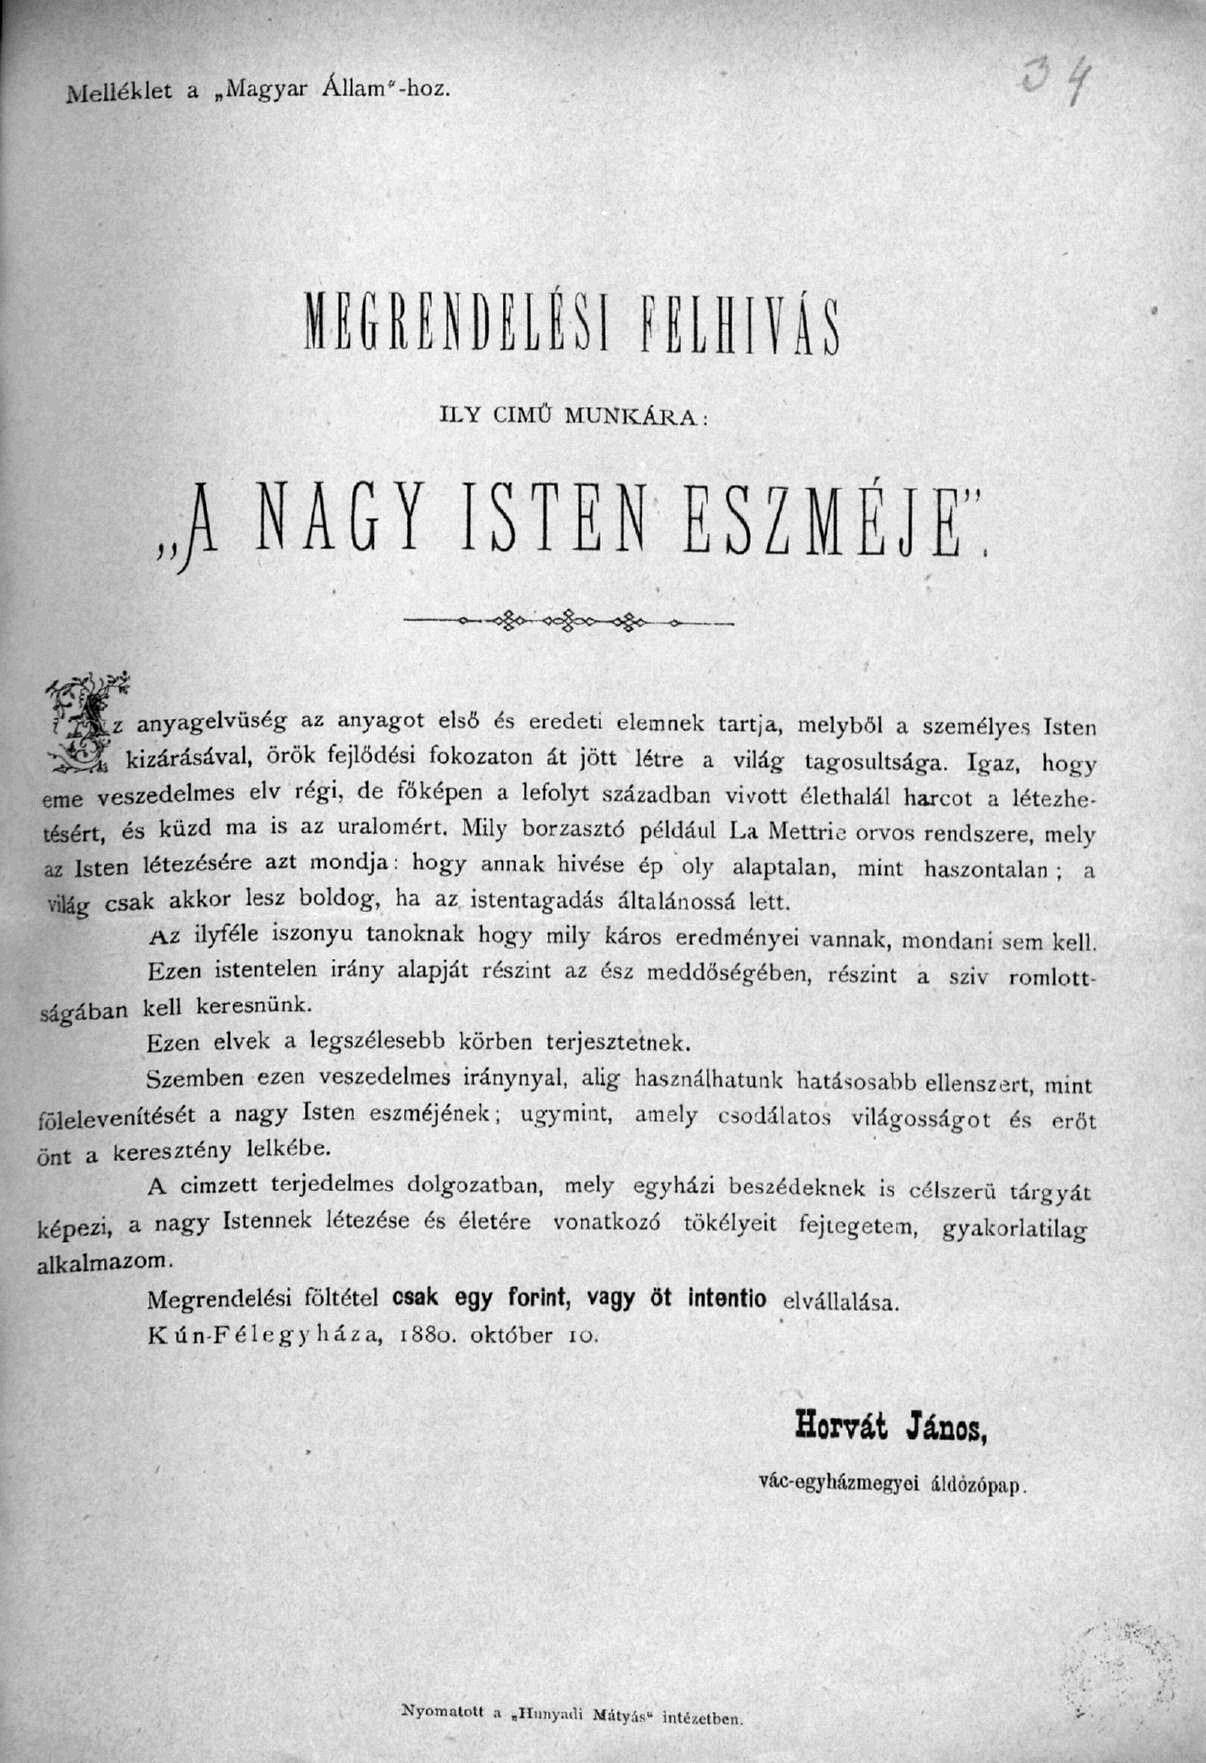 Melléklet a „Magyar Állam“-hoz.
34
MEGRENDELÉSI FELHIVÁS
ILY CIMŰ MUNKÁRA:
„A NAGY ISTEN ESZMÉJE”.
Az anyagelvüség az anyagot első és eredeti elemnek tartja, melyből a személyes Isten
kizárásával, örök fejlődési fokozaton át jött létre a világ tagosultsága. Igaz, hogy
eme veszedelmes elv régi, de főképen a lefolyt században vivott élethalál harcot a létezhe-
tésért, és küzd ma is az uralomért. Mily borzasztó például La Mettrie orvos rendszere, mely
az Isten létezésére azt mondja: hogy annak hivése ép oly alaptalan, mint haszontalan; a
világ csak akkor lesz boldog, ha az istentagadás általánossá lett.
Az ilyféle iszonyu tanoknak hogy mily káros eredményei vannak, mondani sem kell.
Ezen istentelen irány alapját részint az ész meddőségében, részint a sziv romlott-
ságában kell keresnünk.
Ezen elvek a legszélesebb körben terjesztetnek.
Szemben ezen veszedelmes iránynyal, alig használhatunk hatásosabb ellenszert, mint
fölelevenítését a nagy Isten eszméjének; ugymint, amely csodálatos világosságot és erőt
önt a keresztény lelkébe.
A cimzett terjedelmes dolgozatban, mely egyházi beszédeknek is célszerü tárgyát
képezi, a nagy Istennek létezése és életére vonatkozó tökélyeit fejtegetem, gyakorlatilag
alkalmazom.
Megrendelési föltétel csak egy forint, vagy öt intentio elvállalása.
Kún-Félegyháza, 1880. október 10.
Horvát János,
vác-egyházmegyei áldozópap.
Nyomatott a „Hunyadi Mátyás“ intézetben.